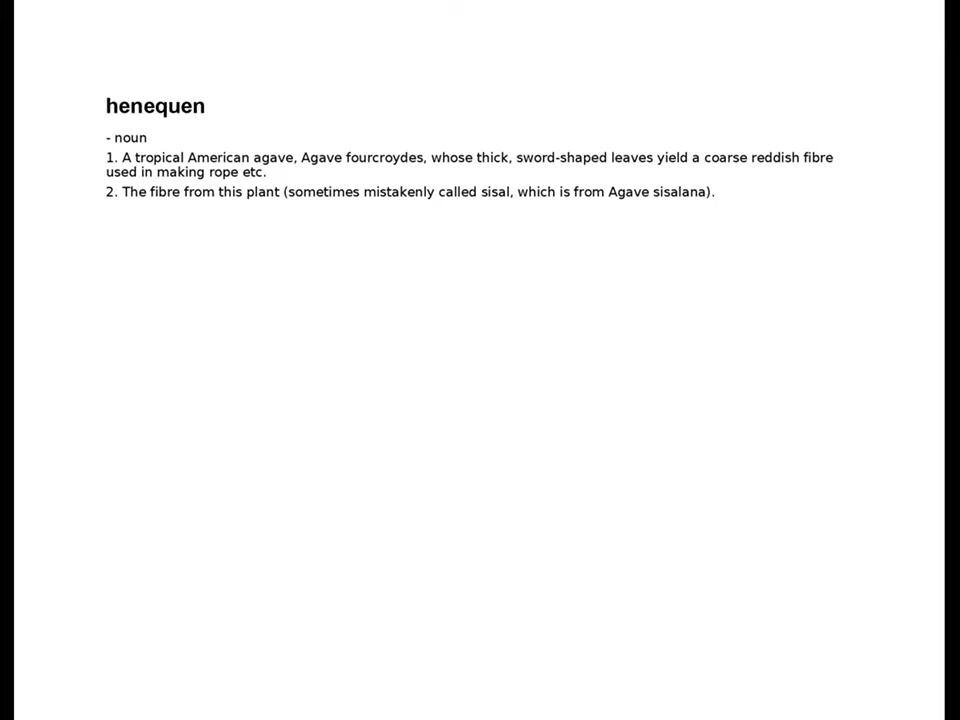 henequen
- noun
1. A tropical American agave, Agave fourcroydes, whose thick, sword-shaped leaves yield a coarse reddish fibre
used in making rope etc.
2. The fibre from this plant (sometimes mistakenly called sisal, which is from Agave sisalana).